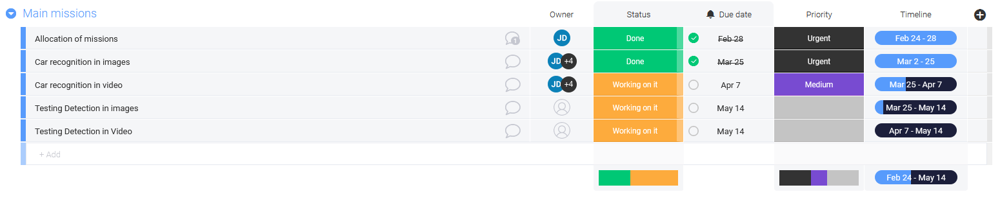 Main missions Owner Status Due date Priority Timeline
Allocation of missions 1 JD Done Feb 28 Urgent Feb 24 - 28
Car recognition in images JD +4 Done Mar 25 Urgent Mar 2 - 25
Car recognition in video JD +4 Working on it Apr 7 Medium Mar 25 - Apr 7
Testing Detection in images Working on it May 14 Mar 25 - May 14
Testing Detection in Video Working on it May 14 Apr 7 - May 14
+ Add
Feb 24 - May 14